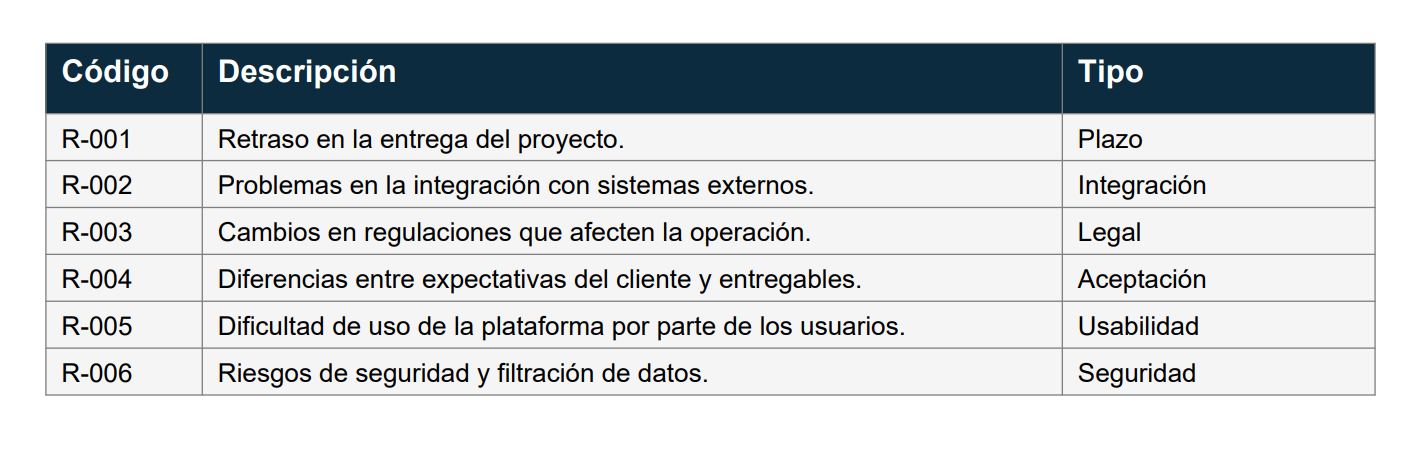 Código Descripción Tipo
R-001 Retraso en la entrega del proyecto. Plazo
R-002 Problemas en la integración con sistemas externos. Integración
R-003 Cambios en regulaciones que afecten la operación. Legal
R-004 Diferencias entre expectativas del cliente y entregables. Aceptación
R-005 Dificultad de uso de la plataforma por parte de los usuarios. Usabilidad
R-006 Riesgos de seguridad y filtración de datos. Seguridad